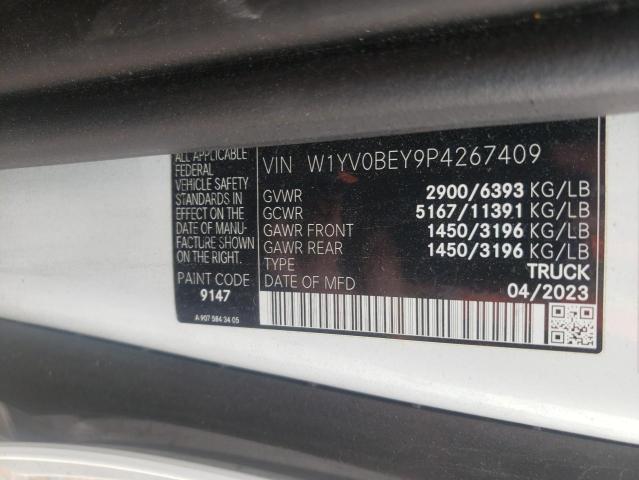 ALL APPLICABLE
FEDERAL
VEHICLE SAFETY
STANDARDS IN
EFFECT ON THE
DATE OF MANU-
FACTURE SHOWN
ON THE RIGHT.
PAINT CODE
9147
A 907 584 34 05
VIN W1YV0BEY9P4267409
GVWR 2900/6393 KG/LB
GCWR 5167/11391 KG/LB
GAWR FRONT 1450/3196 KG/LB
GAWR REAR 1450/3196 KG/LB
TYPE TRUCK
DATE OF MFD 04/2023